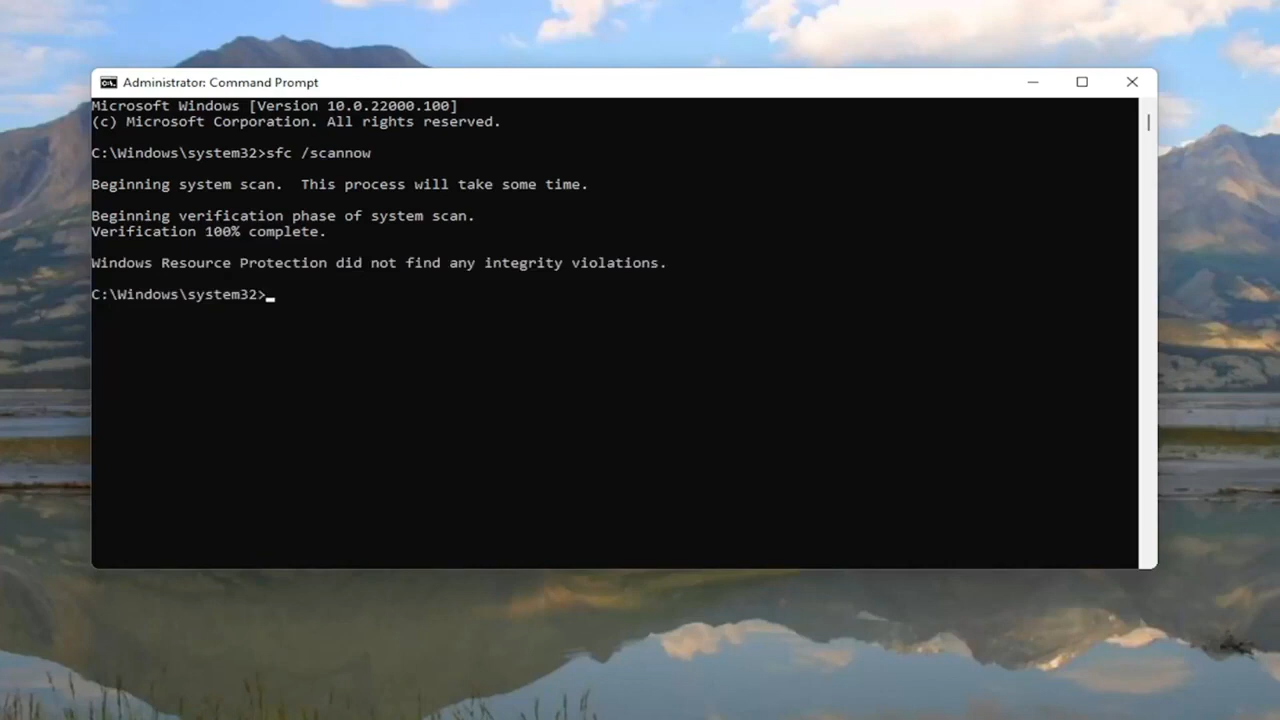 Administrator: Command Prompt
Microsoft Windows [Version 10.0.22000.100]
(c) Microsoft Corporation. All rights reserved.
C:\Windows\system32>sfc /scannow
Beginning system scan.  This process will take some time.
Beginning verification phase of system scan.
Verification 100% complete.
Windows Resource Protection did not find any integrity violations.
C:\Windows\system32>